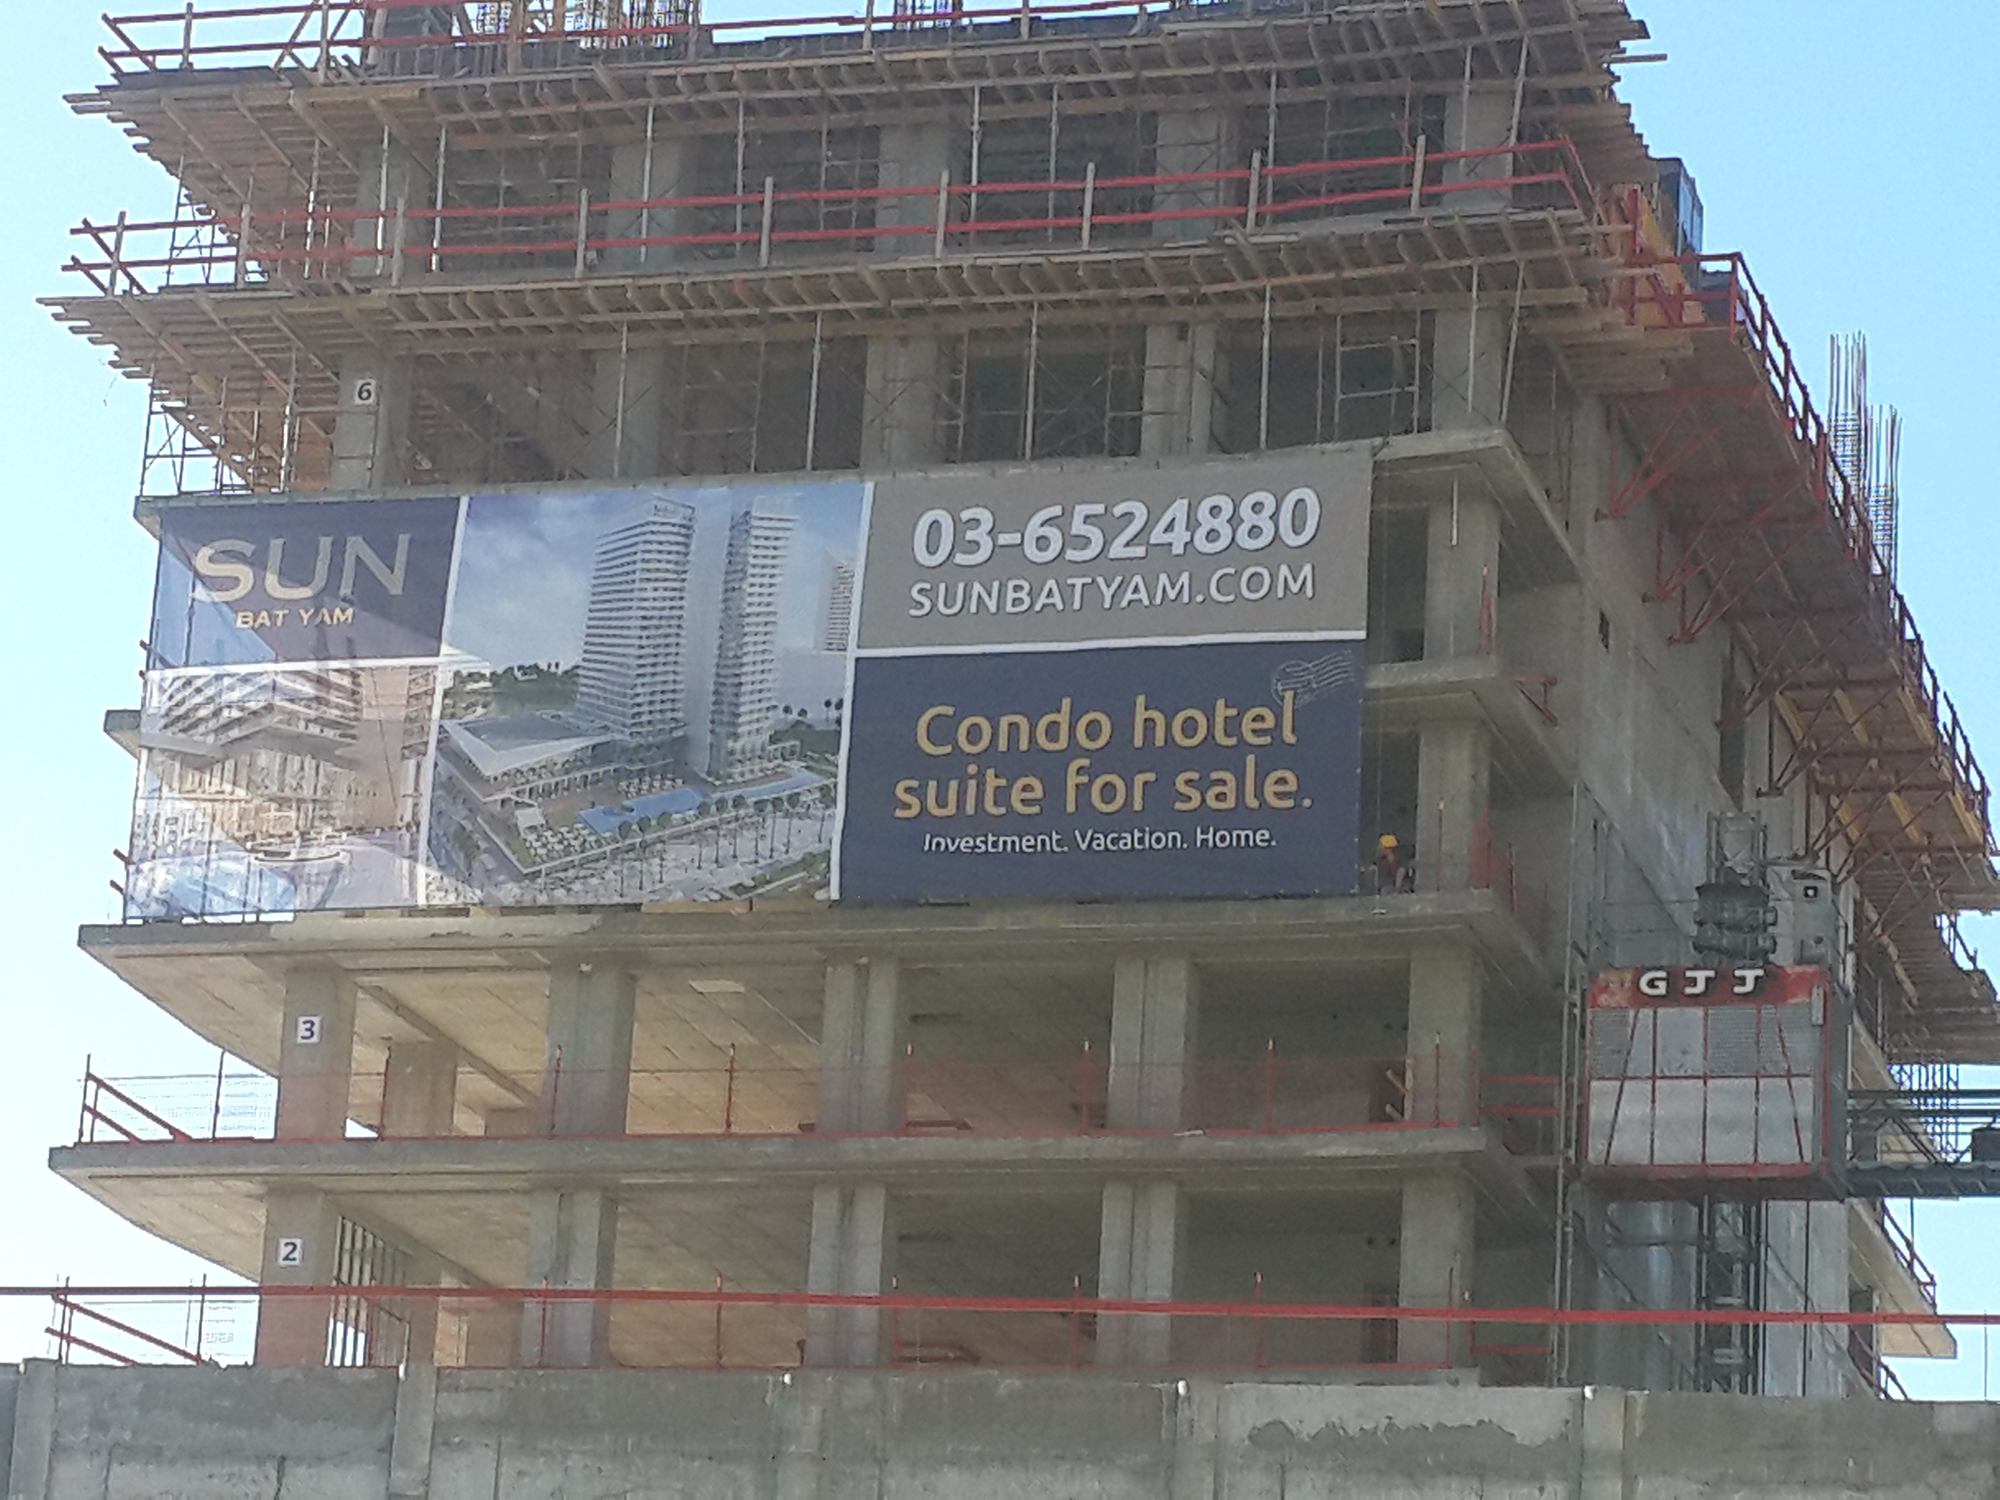 6
SUN
BAT YAM
03-6524880
SUNBATYAM.COM
Condo hotel
suite for sale.
Investment. Vacation. Home.
GJJ
3
2